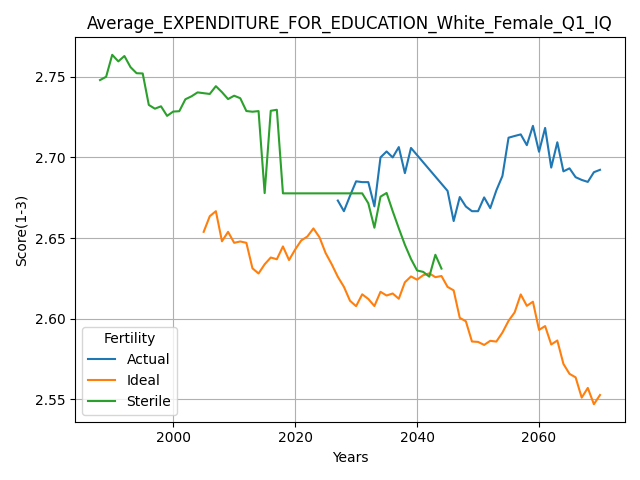 Average_EXPENDITURE_FOR_EDUCATION_White_Female_Q1_IQ
Score(1-3)
2.75
2.70
2.65
2.60
2.55
Fertility
Actual
Ideal
Sterile
2000
2020
2040
2060
Years